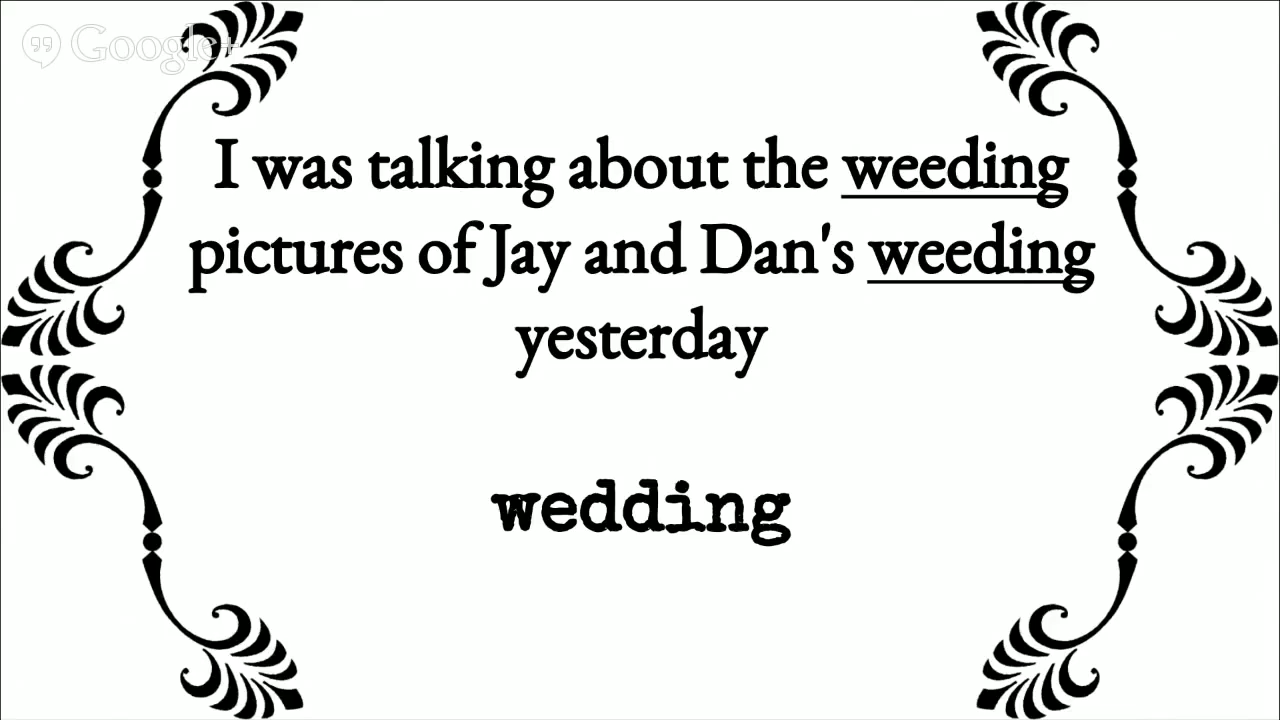 Google+
I was talking about the weeding
pictures of Jay and Dan's weeding
yesterday
wedding